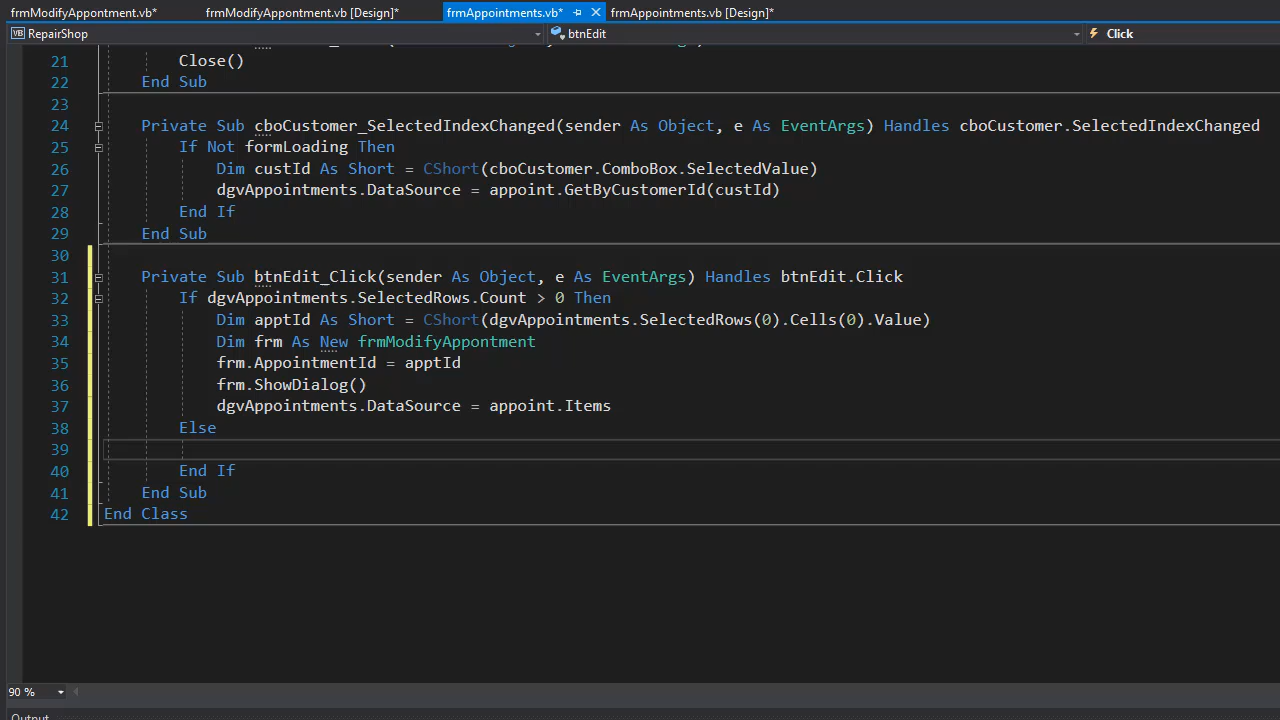 frmModifyAppontment.vb* frmModifyAppontment.vb [Design]* frmAppointments.vb* frmAppointments.vb [Design]*
VB RepairShop btnEdit Click
21 Close()
22 End Sub
23
24 Private Sub cboCustomer_SelectedIndexChanged(sender As Object, e As EventArgs) Handles cboCustomer.SelectedIndexChanged
25 If Not formLoading Then
26 Dim custId As Short = CShort(cboCustomer.ComboBox.SelectedValue)
27 dgvAppointments.DataSource = appoint.GetByCustomerId(custId)
28 End If
29 End Sub
30
31 Private Sub btnEdit_Click(sender As Object, e As EventArgs) Handles btnEdit.Click
32 If dgvAppointments.SelectedRows.Count > 0 Then
33 Dim apptId As Short = CShort(dgvAppointments.SelectedRows(0).Cells(0).Value)
34 Dim frm As New frmModifyAppontment
35 frm.AppointmentId = apptId
36 frm.ShowDialog()
37 dgvAppointments.DataSource = appoint.Items
38 Else
39
40 End If
41 End Sub
42 End Class
90 %
Output